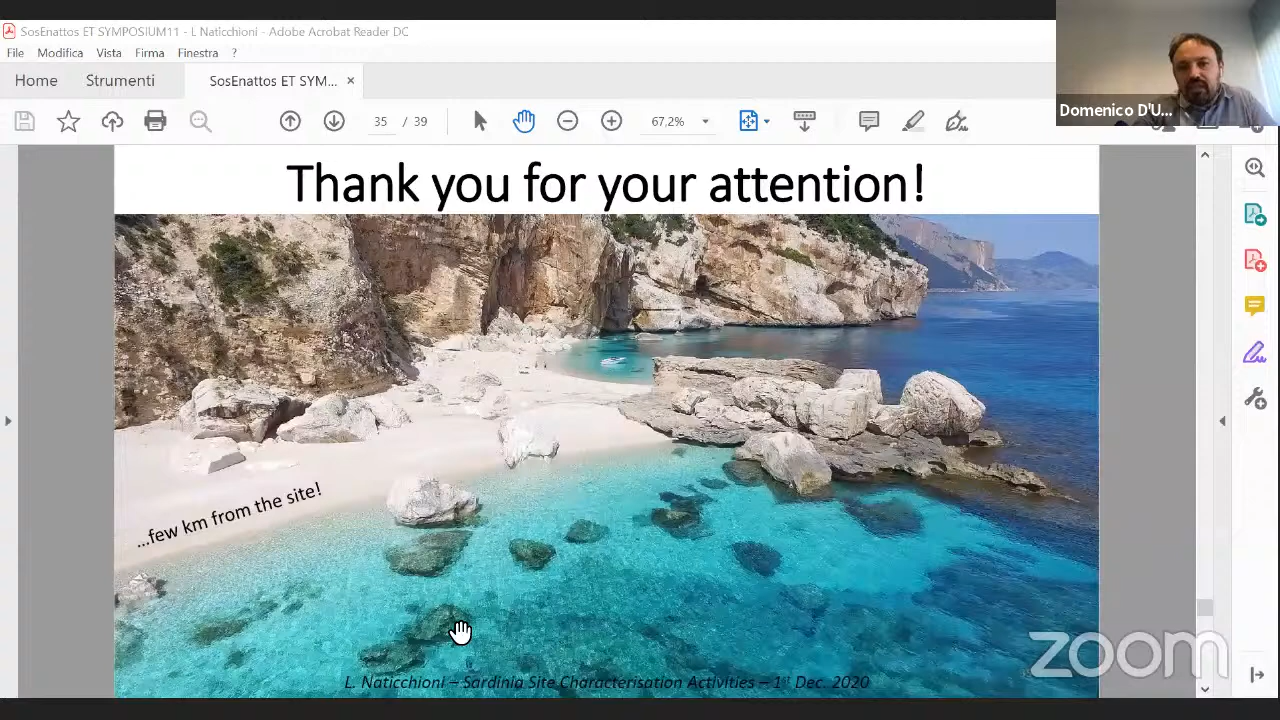 SosEnattos ET SYMPOSIUM11 - L Naticchioni - Adobe Acrobat Reader DC
File Modifica Vista Firma Finestra ?
Home Strumenti SosEnattos ET SYM... ×
35 / 39 67,2%
Domenico D'U...
Thank you for your attention!
...few km from the site!
L. Naticchioni – Sardinia Site Characterisation Activities – 1st Dec. 2020
zoom